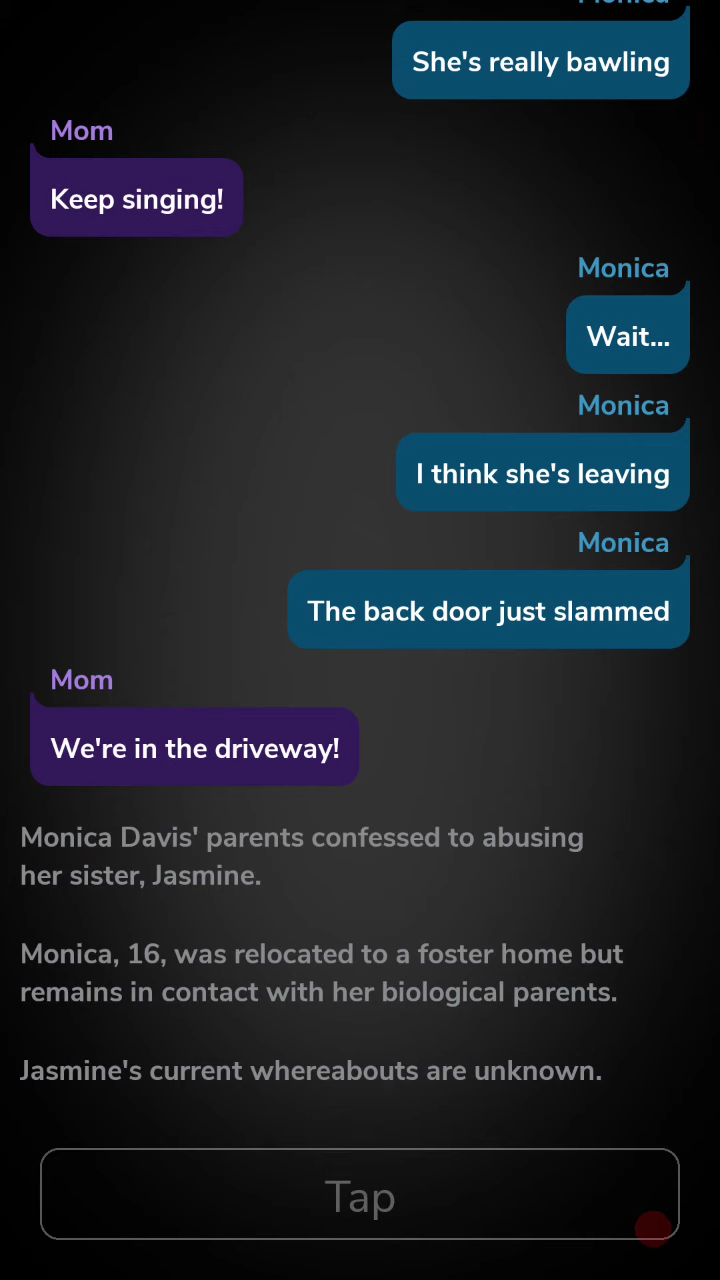 Monica
She's really bawling
Mom
Keep singing!
Monica
Wait...
Monica
I think she's leaving
Monica
The back door just slammed
Mom
We're in the driveway!
Monica Davis' parents confessed to abusing
her sister, Jasmine.
Monica, 16, was relocated to a foster home but
remains in contact with her biological parents.
Jasmine's current whereabouts are unknown.
Tap